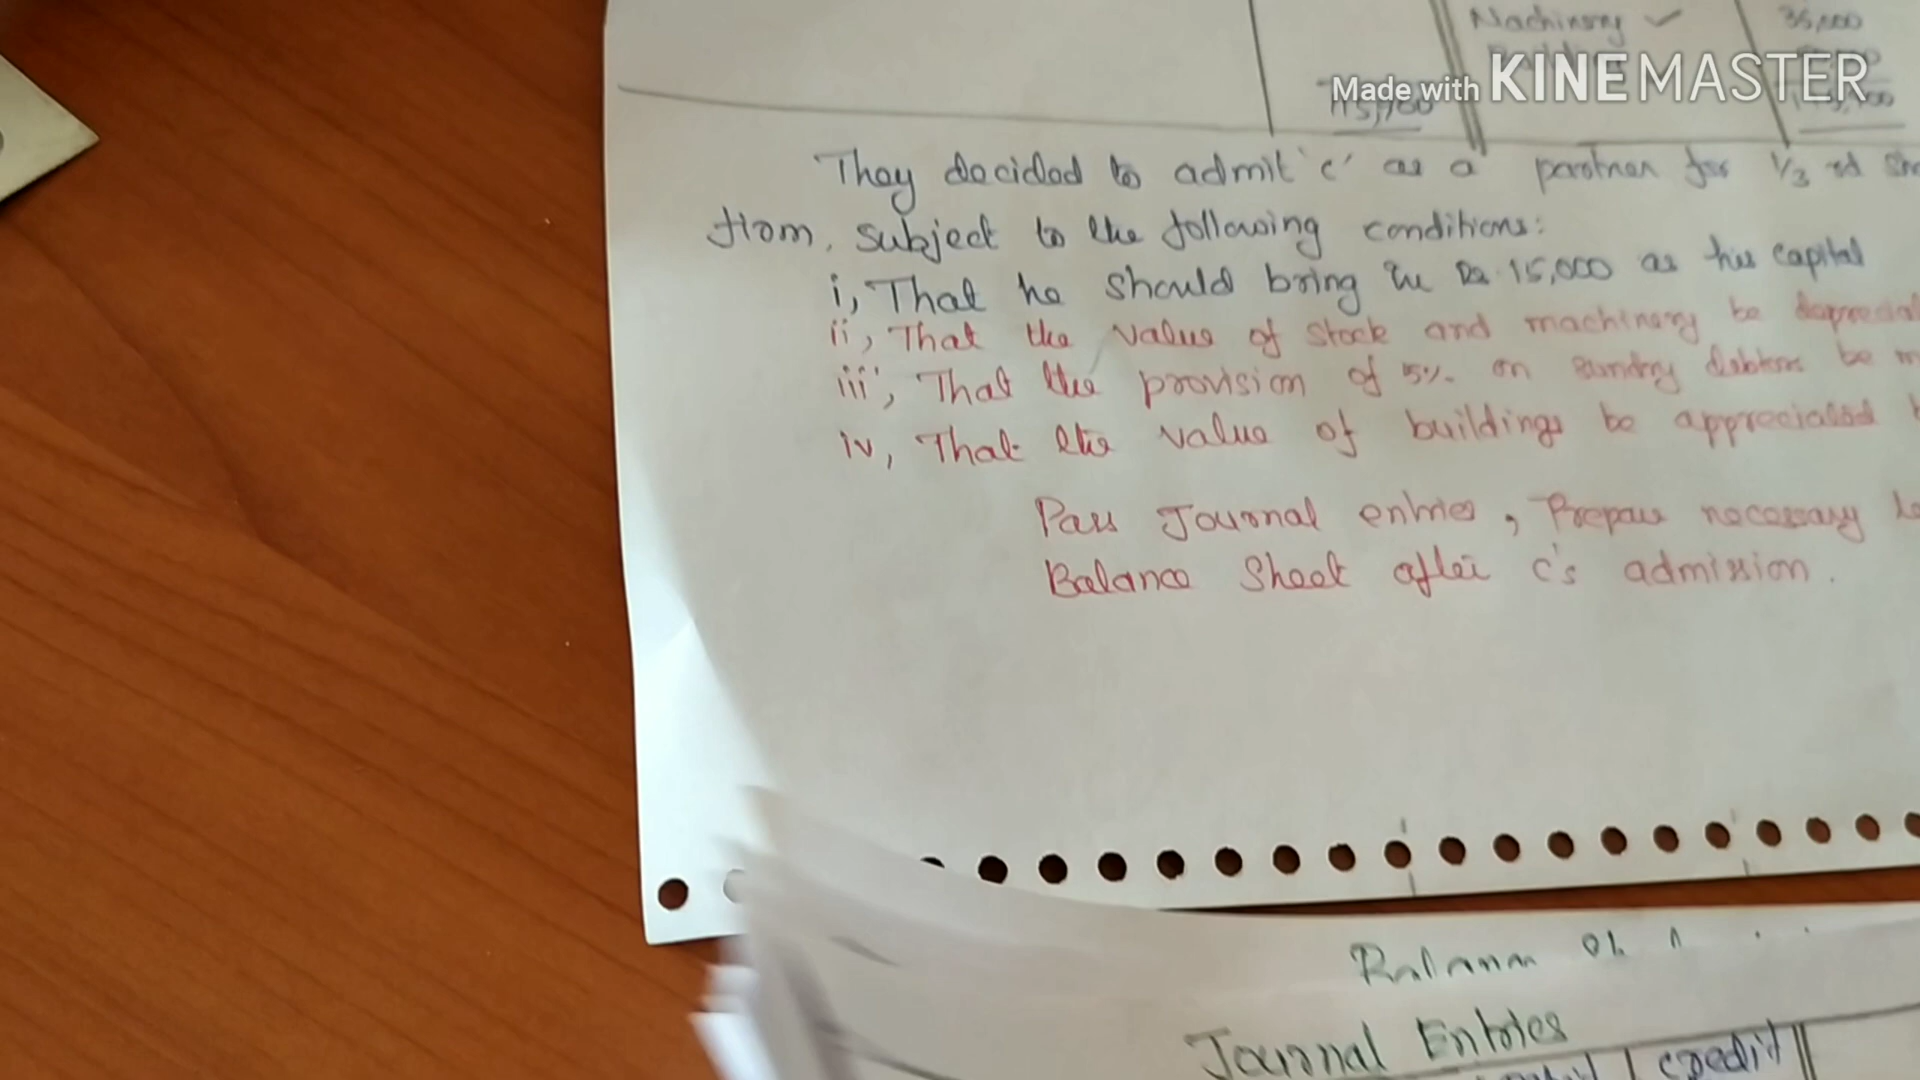 Machinery ✓ 35,000
Made with KINEMASTER
They decided to admit 'c' as a partner for 1/3 rd
firm, subject to the following conditions:
i, That he should bring in Rs. 15,000 as his capital
ii, That the value of stock and machinery be
iii, That the provision of 5% on sundry debtors be
iv, That the value of buildings be appreciated
Pass Journal entries, Prepare necessary
Balance Sheet after c's admission.
Journal Entries
credit